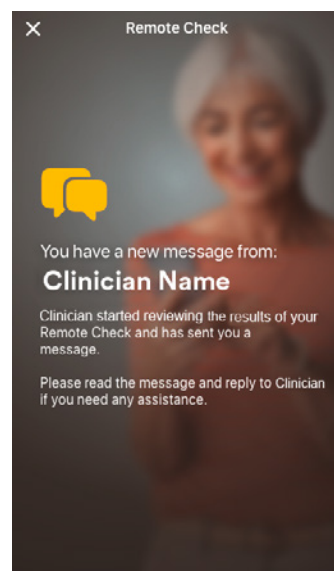 Remote Check
You have a new message from:
Clinician Name
Clinician started reviewing the results of your
Remote Check and has sent you a
message.
Please read the message and reply to Clinician
if you need any assistance.